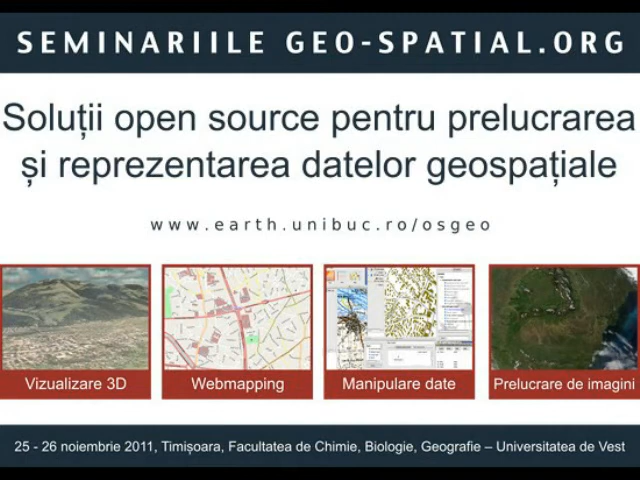 SEMINARIILE GEO-SPATIAL.ORG
Soluții open source pentru prelucrarea
și reprezentarea datelor geospațiale
www.earth.unibuc.ro/osgeo
Vizualizare 3D
Webmapping
Manipulare date
Prelucrare de imagini
25 - 26 noiembrie 2011, Timișoara, Facultatea de Chimie, Biologie, Geografie – Universitatea de Vest